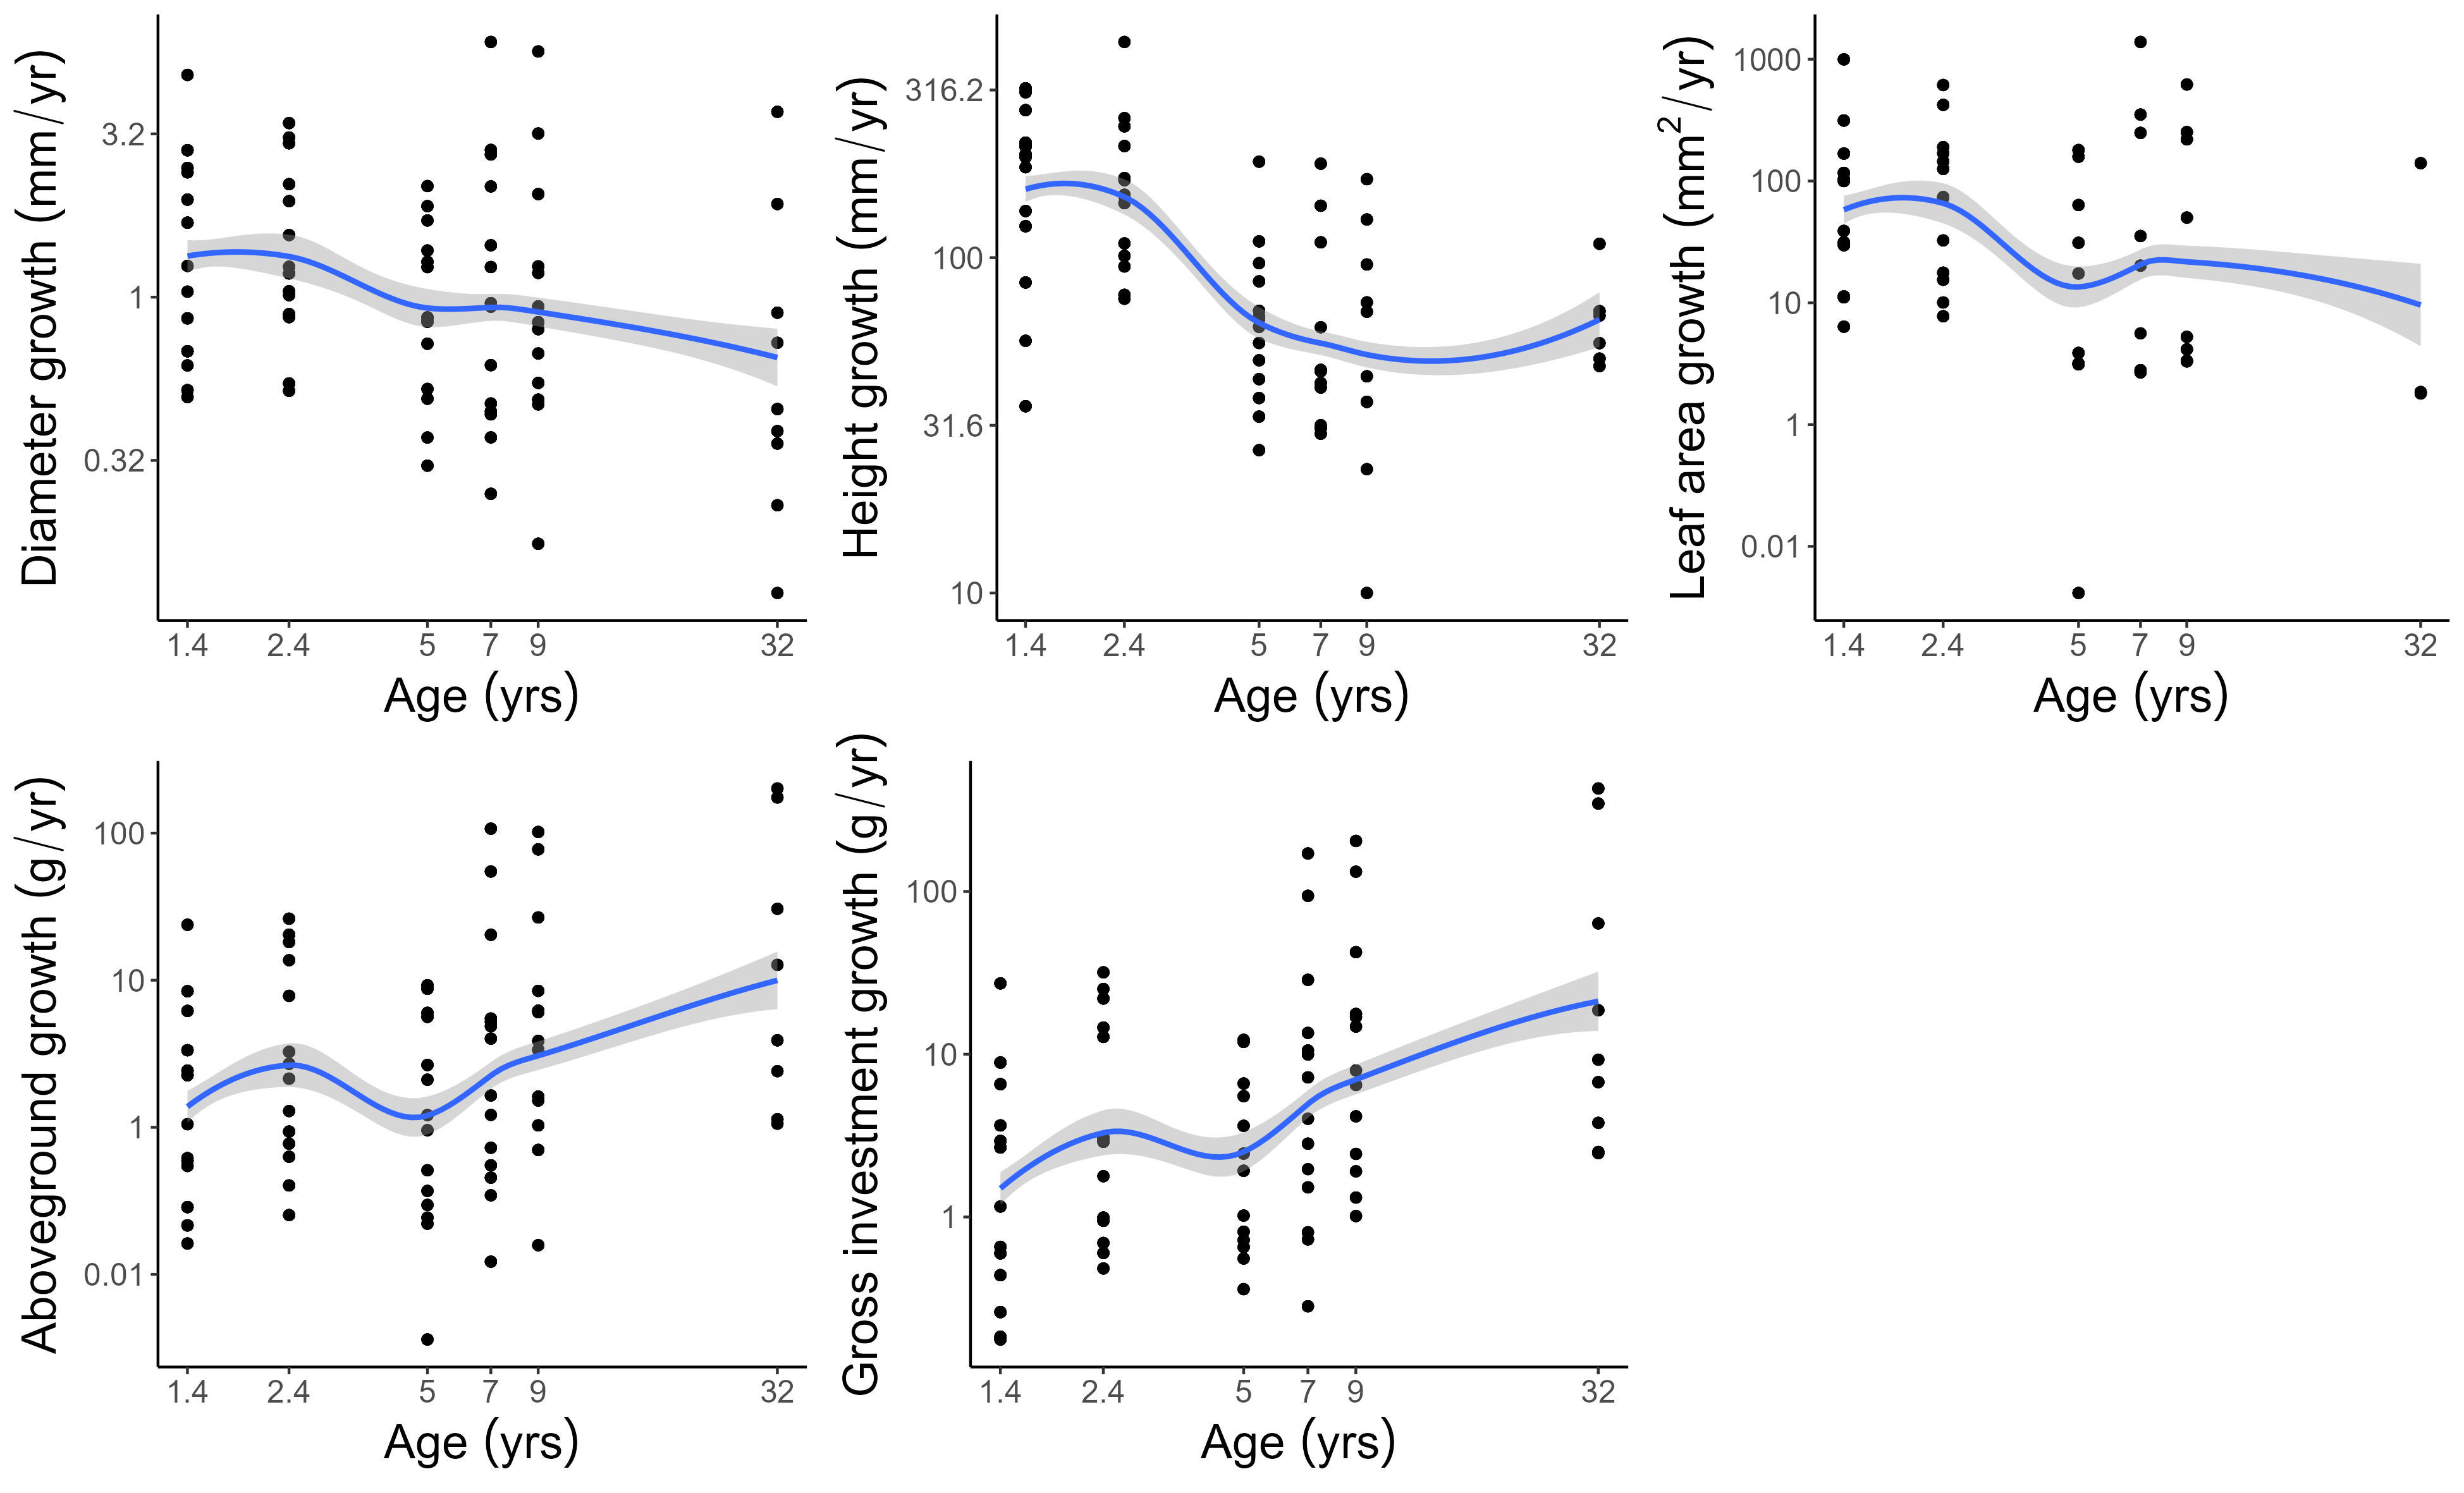 Diameter growth (mm/yr)
3.2
1
0.32
1.4 2.4 5 7 9 32
Age (yrs)
Height growth (mm/yr)
316.2
100
31.6
10
1.4 2.4 5 7 9 32
Age (yrs)
Leaf area growth (mm²/yr)
1000
100
10
1
0.01
1.4 2.4 5 7 9 32
Age (yrs)
Aboveground growth (g/yr)
100
10
1
0.01
1.4 2.4 5 7 9 32
Age (yrs)
Gross investment growth (g/yr)
100
10
1
1.4 2.4 5 7 9 32
Age (yrs)